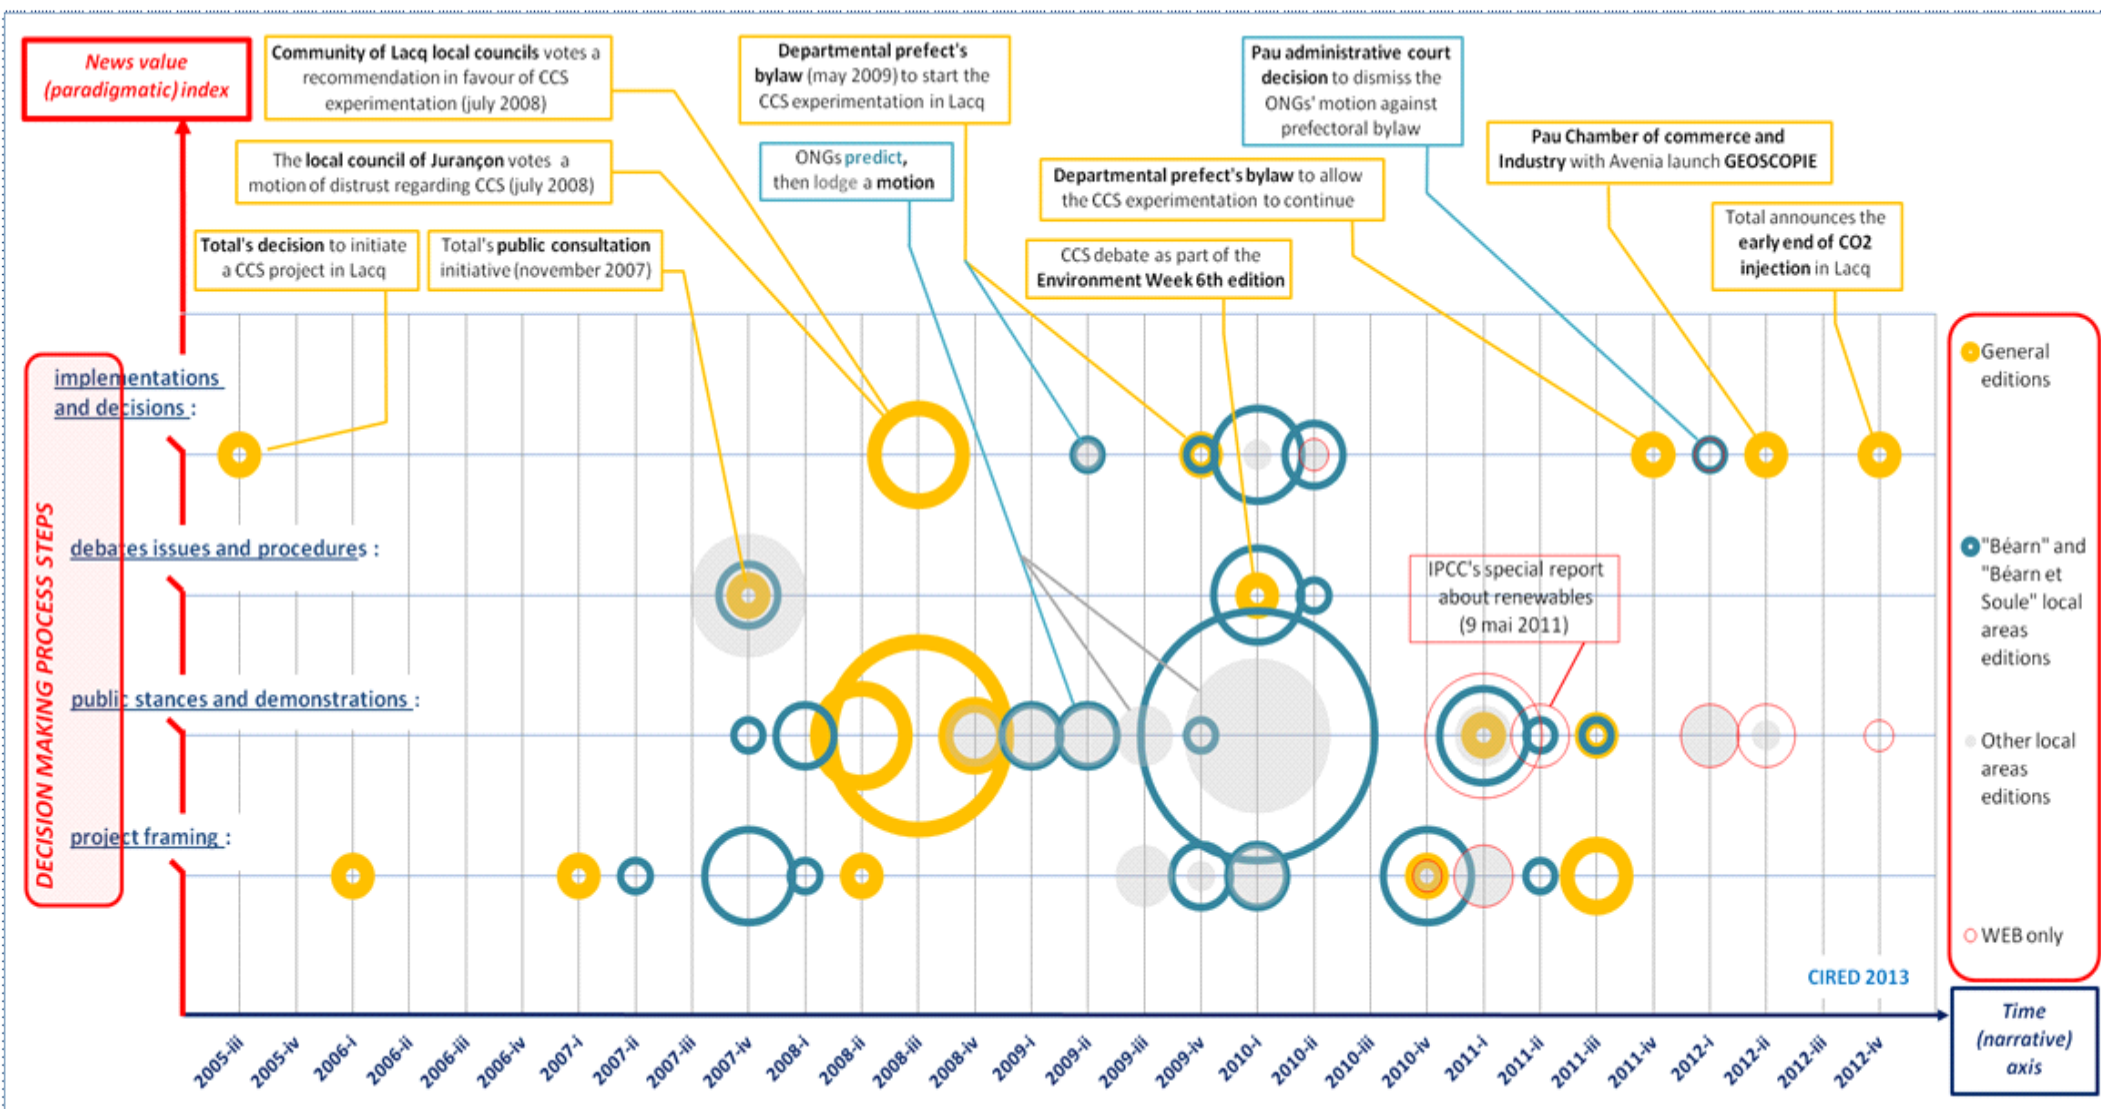 News value
(paradigmatic) index
Community of Lacq local councils votes a
recommendation in favour of CCS
experimentation (july 2008)
Departmental prefect's
bylaw (may 2009) to start the
CCS experimentation in Lacq
Pau administrative court
decision to dismiss the
ONGs' motion against
prefectoral bylaw
The local council of Jurançon votes a
motion of distrust regarding CCS (july 2008)
ONGs predict,
then lodge a motion
Departmental prefect's bylaw to allow
the CCS experimentation to continue
Pau Chamber of commerce and
Industry with Avenia launch GEOSCOPIE
Total's decision to initiate
a CCS project in Lacq
Total's public consultation
initiative (november 2007)
CCS debate as part of the
Environment Week 6th edition
Total announces the
early end of CO2
injection in Lacq
DECISION MAKING PROCESS STEPS
implementations
and decisions :
debates issues and procedures :
public stances and demonstrations :
project framing :
IPCC's special report
about renewables
(9 mai 2011)
General
editions
"Béarn" and
"Béarn et
Soule" local
areas
editions
Other local
areas
editions
WEB only
CIRED 2013
2005-iii
2005-iv
2006-i
2006-ii
2006-iii
2006-iv
2007-i
2007-ii
2007-iii
2007-iv
2008-i
2008-ii
2008-iii
2008-iv
2009-i
2009-ii
2009-iii
2009-iv
2010-i
2010-ii
2010-iii
2010-iv
2011-i
2011-ii
2011-iii
2011-iv
2012-i
2012-ii
2012-iii
2012-iv
Time
(narrative)
axis